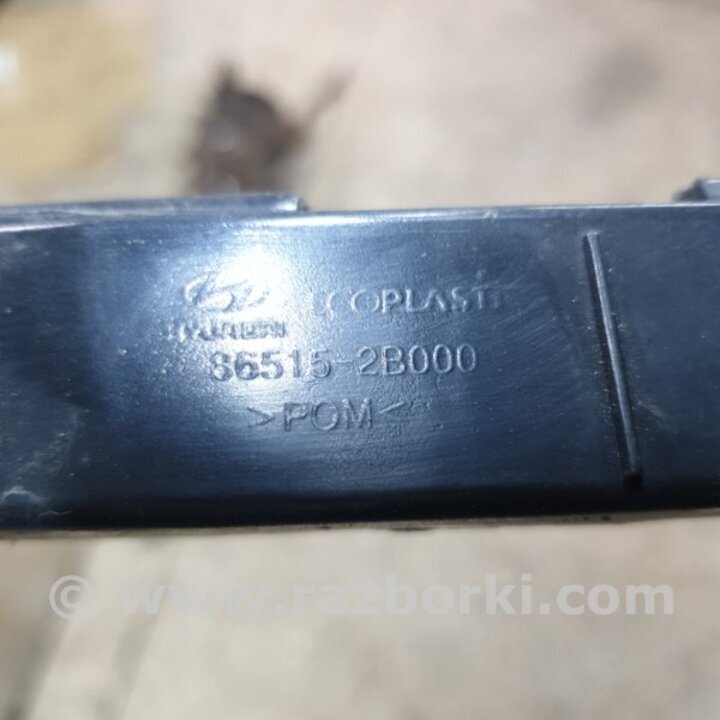 HYUNDAI ECOPLASTIC
86515-2B000
>POM<
© www.razborki.com